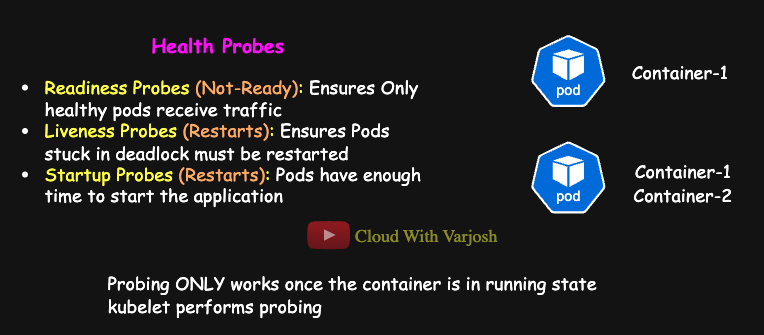 Health Probes
• Readiness Probes (Not-Ready): Ensures Only
healthy pods receive traffic
• Liveness Probes (Restarts): Ensures Pods
stuck in deadlock must be restarted
• Startup Probes (Restarts): Pods have enough
time to start the application
pod
Container-1
pod
Container-1
Container-2
Cloud With Varjosh
Probing ONLY works once the container is in running state
kubelet performs probing